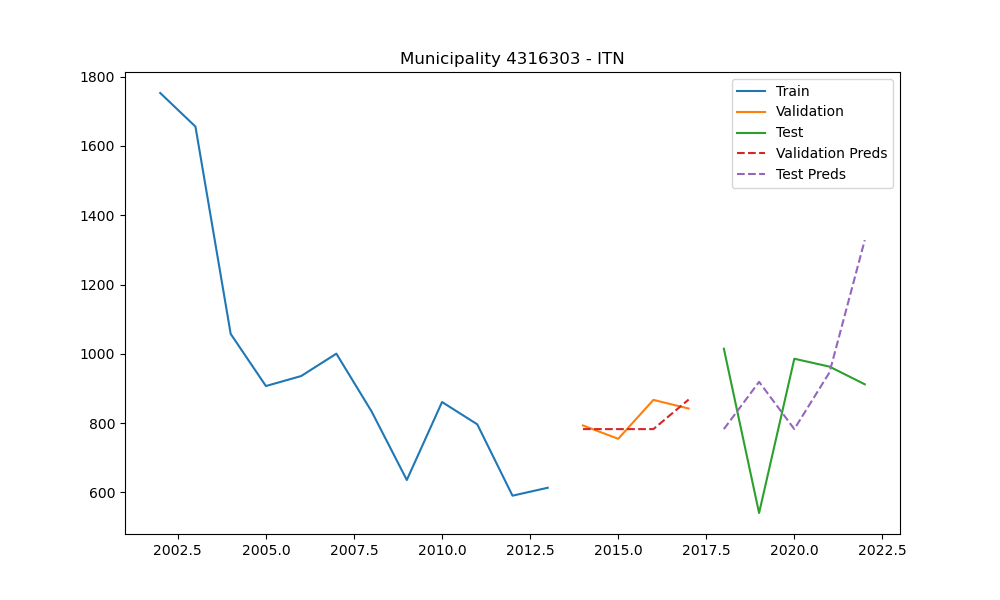 Municipality 4316303 - ITN
1800
1600
1400
1200
1000
800
600
2002.5
2005.0
2007.5
2010.0
2012.5
2015.0
2017.5
2020.0
2022.5
Train
Validation
Test
Validation Preds
Test Preds